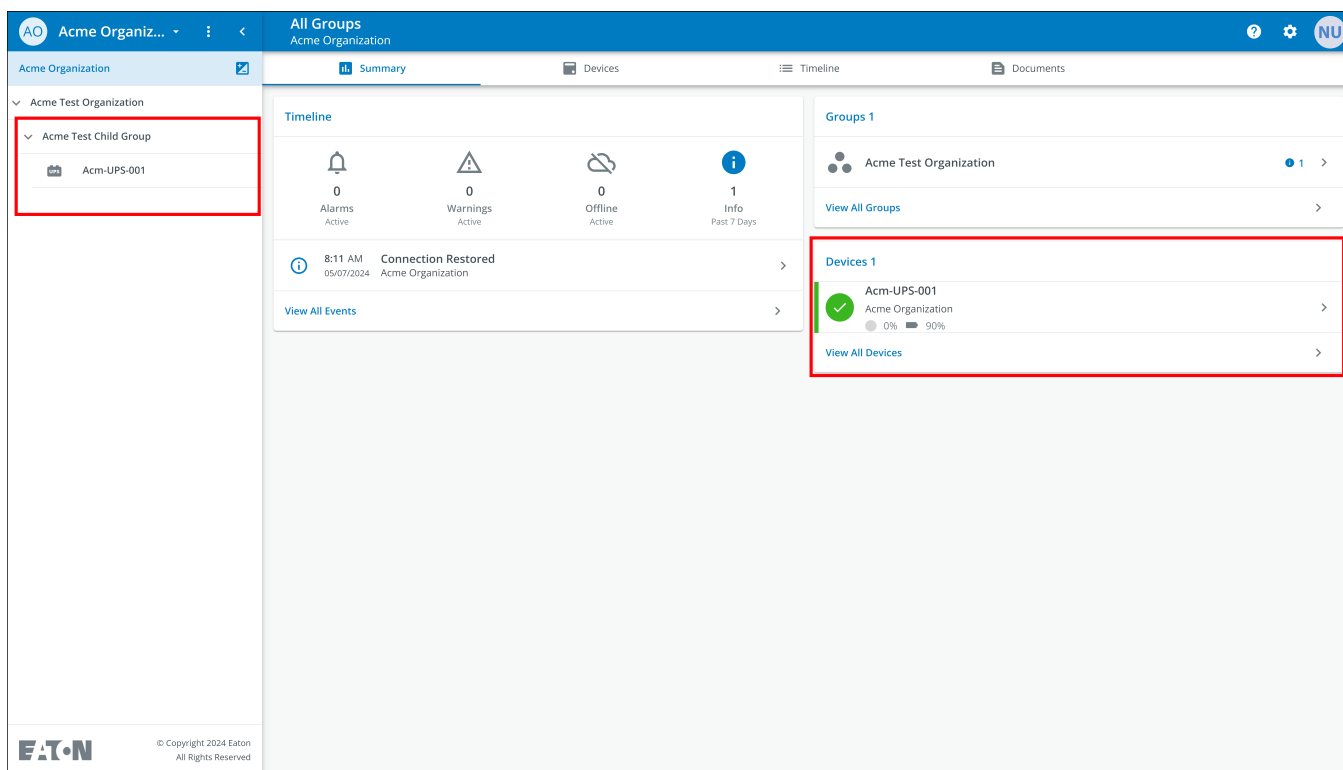 AO Acme Organiz...
All Groups
Acme Organization
NU
Acme Organization
Acme Test Organization
Acme Test Child Group
UPS Acm-UPS-001
Summary Devices Timeline Documents
Timeline
0 0 0 1
Alarms Warnings Offline Info
Active Active Active Past 7 Days
8:11 AM Connection Restored
05/07/2024 Acme Organization
View All Events
Groups 1
Acme Test Organization 1
View All Groups
Devices 1
Acm-UPS-001
Acme Organization
0% 90%
View All Devices
EATON
© Copyright 2024 Eaton
All Rights Reserved